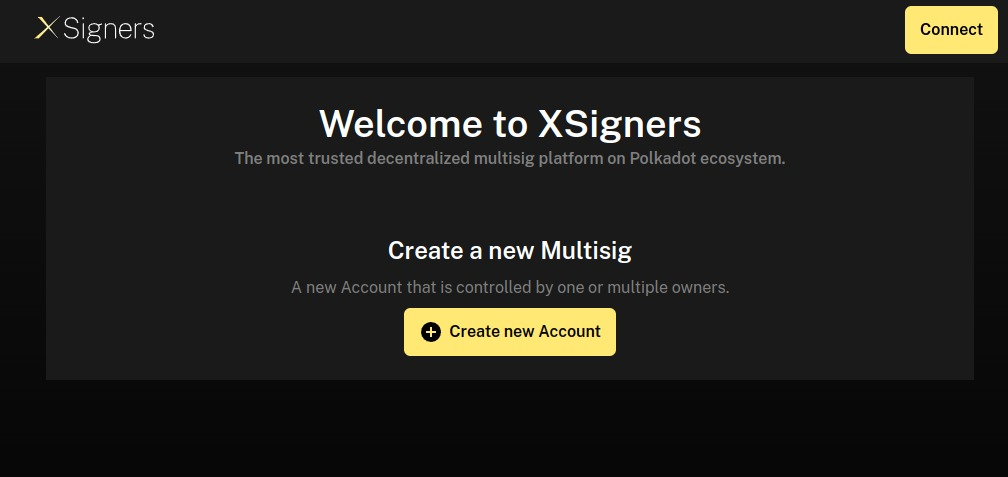 XSigners
Connect
Welcome to XSigners
The most trusted decentralized multisig platform on Polkadot ecosystem.
Create a new Multisig
A new Account that is controlled by one or multiple owners.
Create new Account